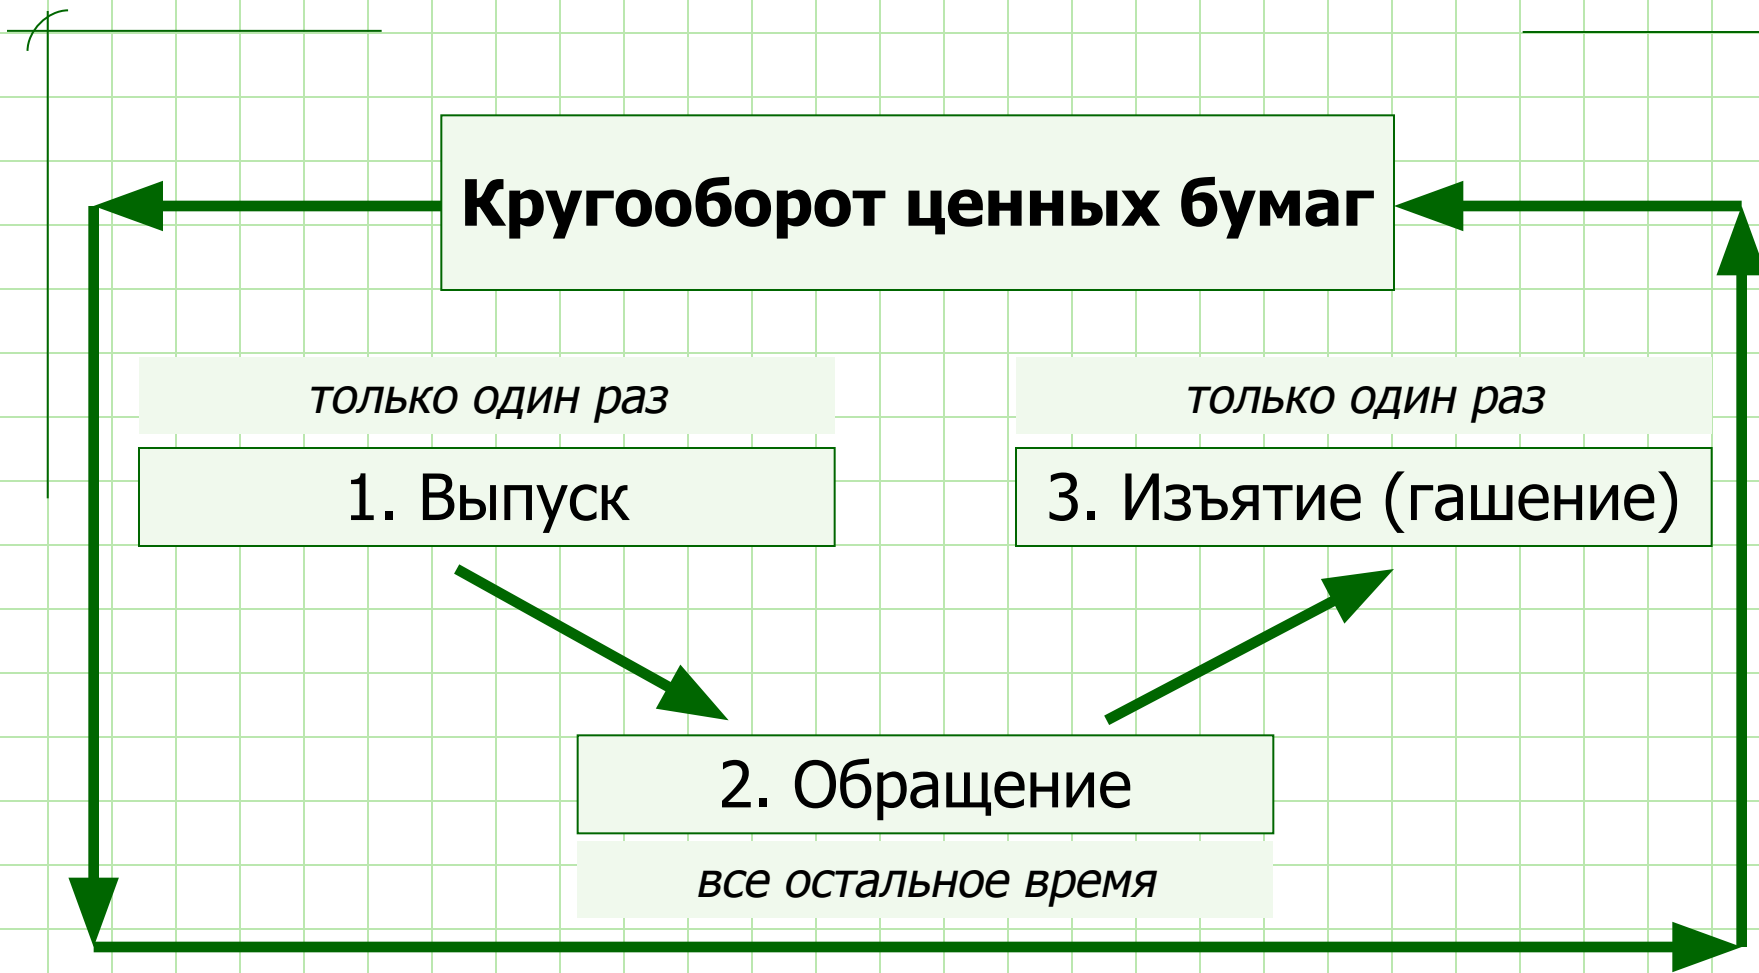 Кругооборот ценных бумаг
только один раз
1. Выпуск
только один раз
3. Изъятие (гашение)
2. Обращение
все остальное время